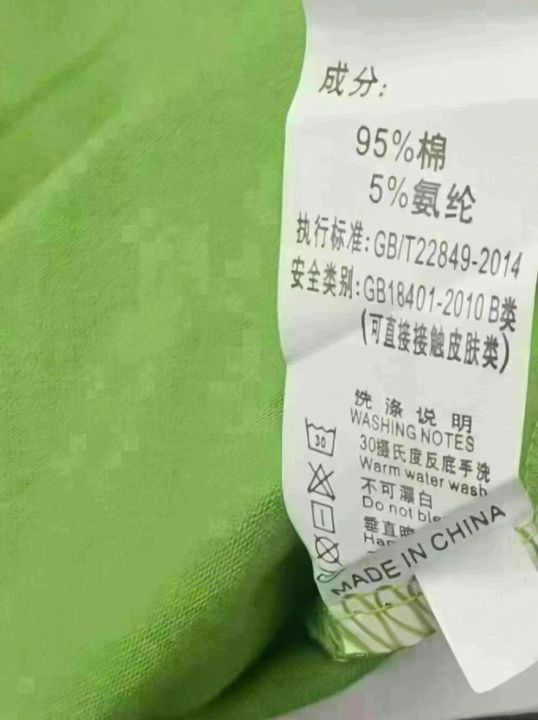 成分:
95%棉
5%氨纶
执行标准:GB/T22849-2014
安全类别:GB18401-2010 B类
(可直接接触皮肤类)
洗涤说明
WASHING NOTES
30
30摄氏度反底手洗
Warm water wash
不可漂白
Do not
垂直
MADE IN CHINA